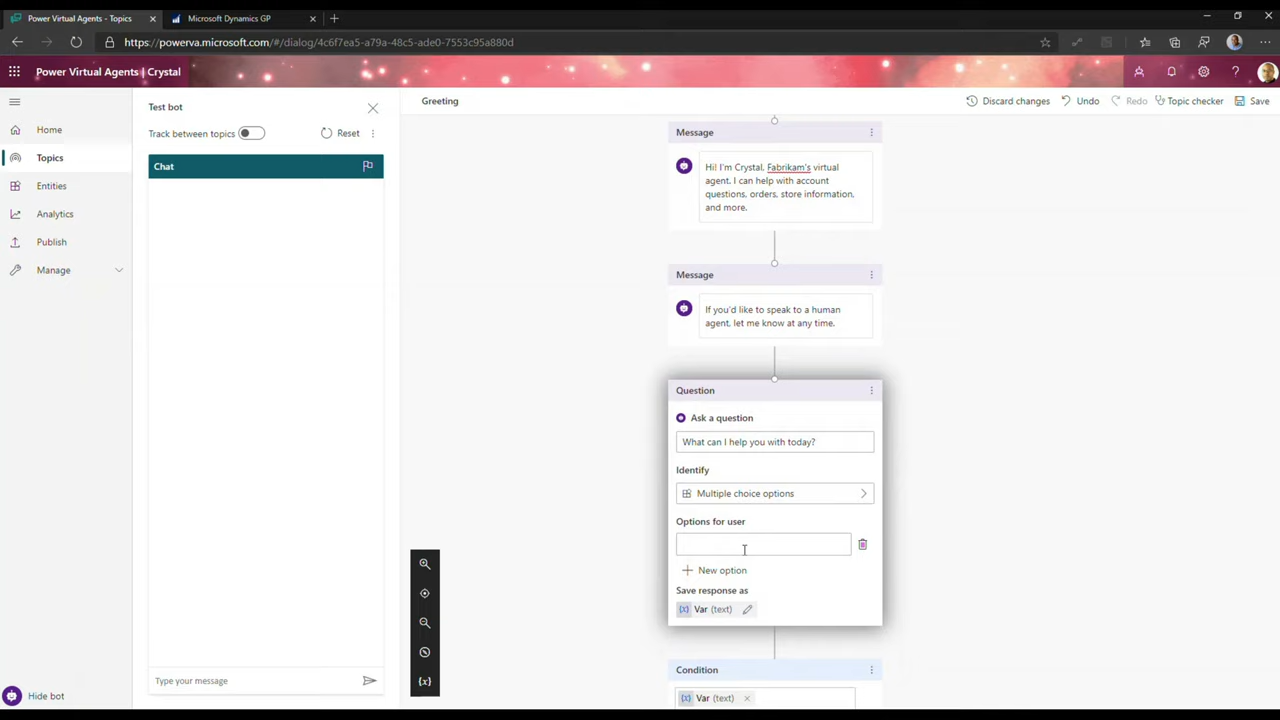 Power Virtual Agents - Topics
Microsoft Dynamics GP
https://powerva.microsoft.com/#/dialog/4c6f7ea5-a79a-48c5-ade0-7553c95a880d
Power Virtual Agents | Crystal
Home
Topics
Entities
Analytics
Publish
Manage
Hide bot
Test bot
Track between topics
Reset
Chat
Type your message
Greeting
Discard changes
Undo
Redo
Topic checker
Save
Message
Hi! I'm Crystal, Fabrikam's virtual
agent. I can help with account
questions, orders, store information,
and more.
Message
If you'd like to speak to a human
agent, let me know at any time.
Question
Ask a question
What can I help you with today?
Identify
Multiple choice options
Options for user
New option
Save response as
{x} Var (text)
Condition
{x} Var (text)
{x}